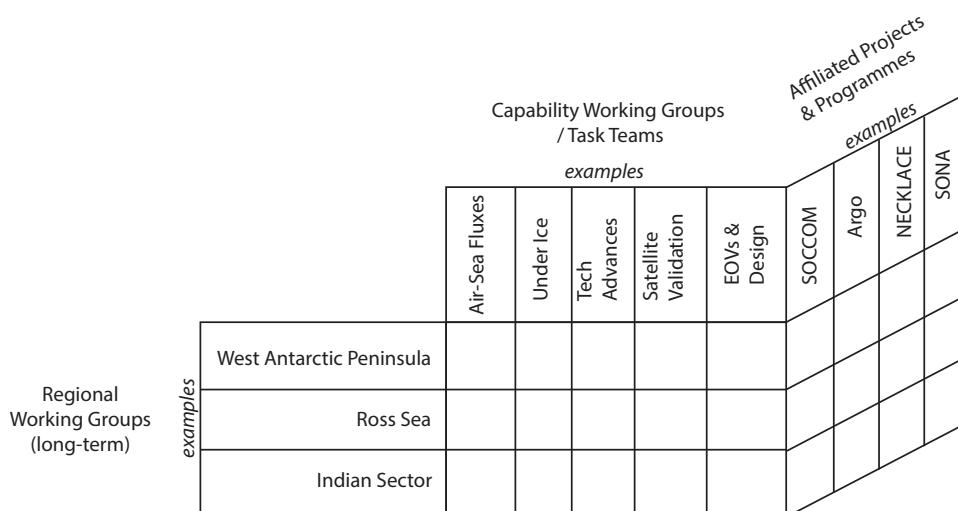 Affiliated Projects
& Programmes
examples
Capability Working Groups
/ Task Teams
examples
Air-Sea Fluxes
Under Ice
Tech
Advances
Satellite
Validation
EOVs &
Design
SOCCOM
Argo
NECKLACE
SONA
Regional
Working Groups
(long-term)
examples
West Antarctic Peninsula
Ross Sea
Indian Sector